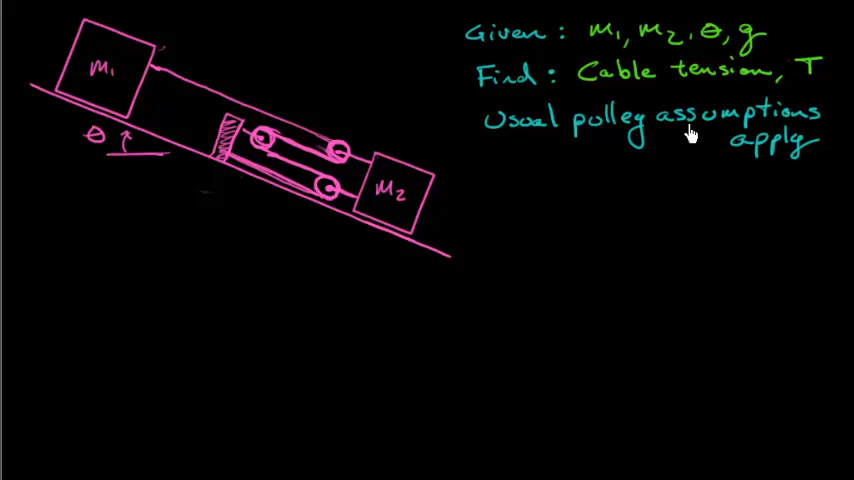 Given : m₁, m₂, θ, g
Find : Cable tension, T
Usual pulley assumptions
apply
m₁
θ
m₂